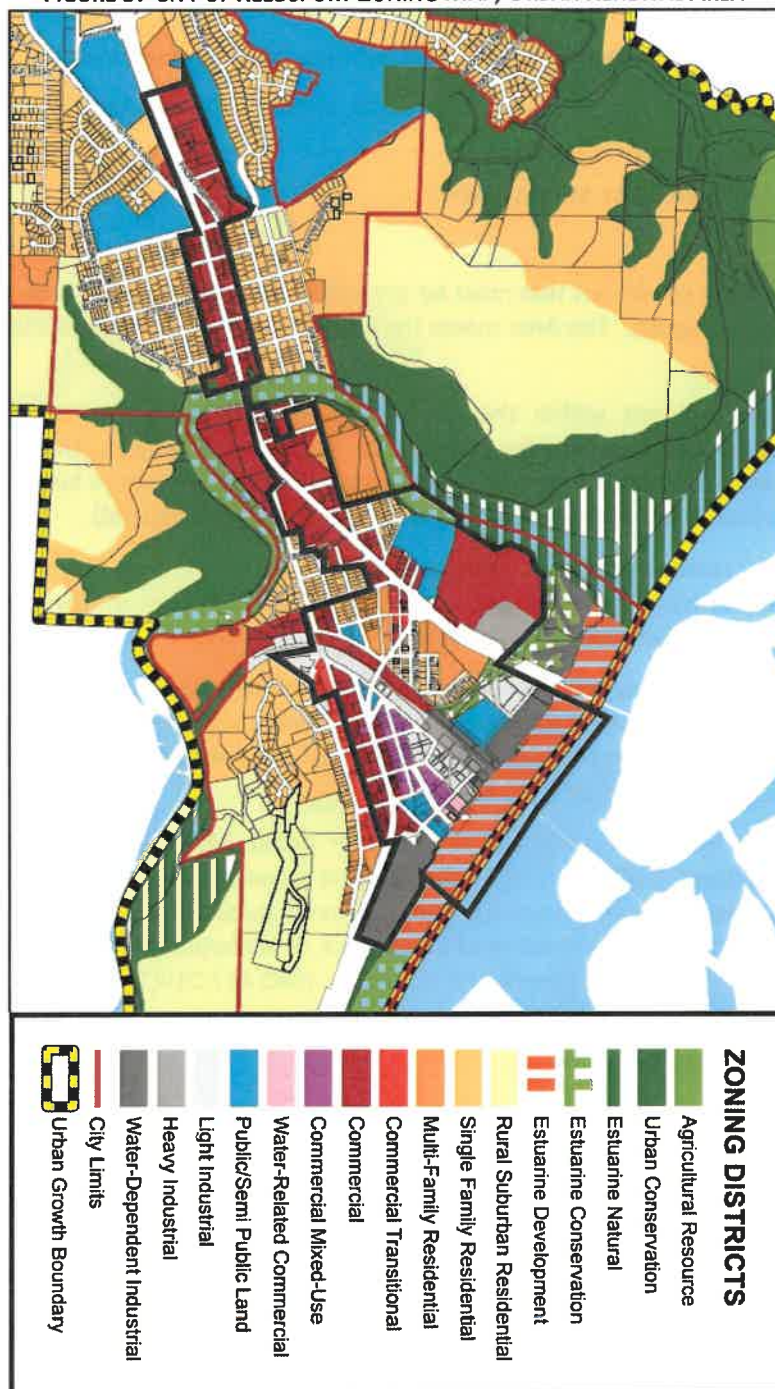 ZONING DISTRICTS
Agricultural Resource
Urban Conservation
Estuarine Natural
Estuarine Conservation
Estuarine Development
Rural Suburban Residential
Single Family Residential
Multi-Family Residential
Commercial Transitional
Commercial
Commercial Mixed-Use
Water-Related Commercial
Public/Semi Public Land
Light Industrial
Heavy Industrial
Water-Dependent Industrial
City Limits
Urban Growth Boundary